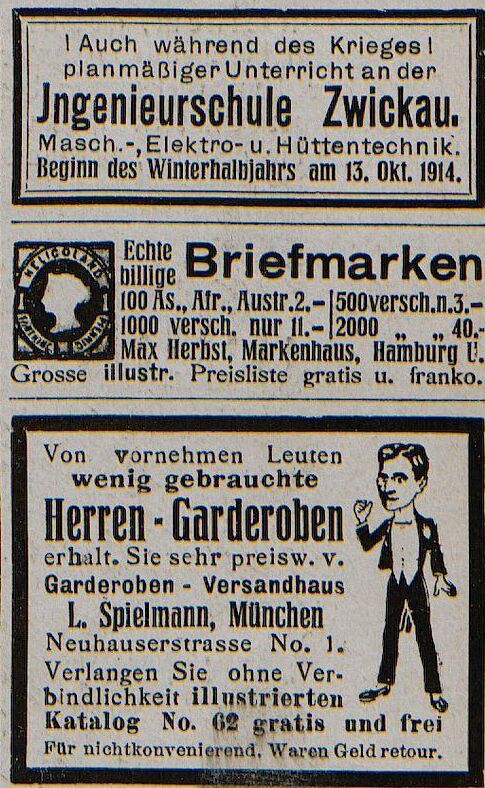 ! Auch während des Krieges !
planmäßiger Unterricht an der
Jngenieurschule Zwickau.
Masch.-, Elektro- u. Hüttentechnik.
Beginn des Winterhalbjahrs am 13. Okt. 1914.
HELIGOLAND
Echte
billige
Briefmarken
100 As., Afr., Austr. 2.- | 500 versch. n. 3.-
1000 versch. nur 11.- | 2000 „ „ 40.-
Max Herbst, Markenhaus, Hamburg U.
Grosse illustr. Preisliste gratis u. franko.
Von vornehmen Leuten
wenig gebrauchte
Herren - Garderoben
erhalt. Sie sehr preisw. v.
Garderoben - Versandhaus
L. Spielmann, München
Neuhauserstrasse No. 1.
Verlangen Sie ohne Ver-
bindlichkeit illustrierten
Katalog No. 62 gratis und frei
Für nichtkonvenierend. Waren Geld retour.